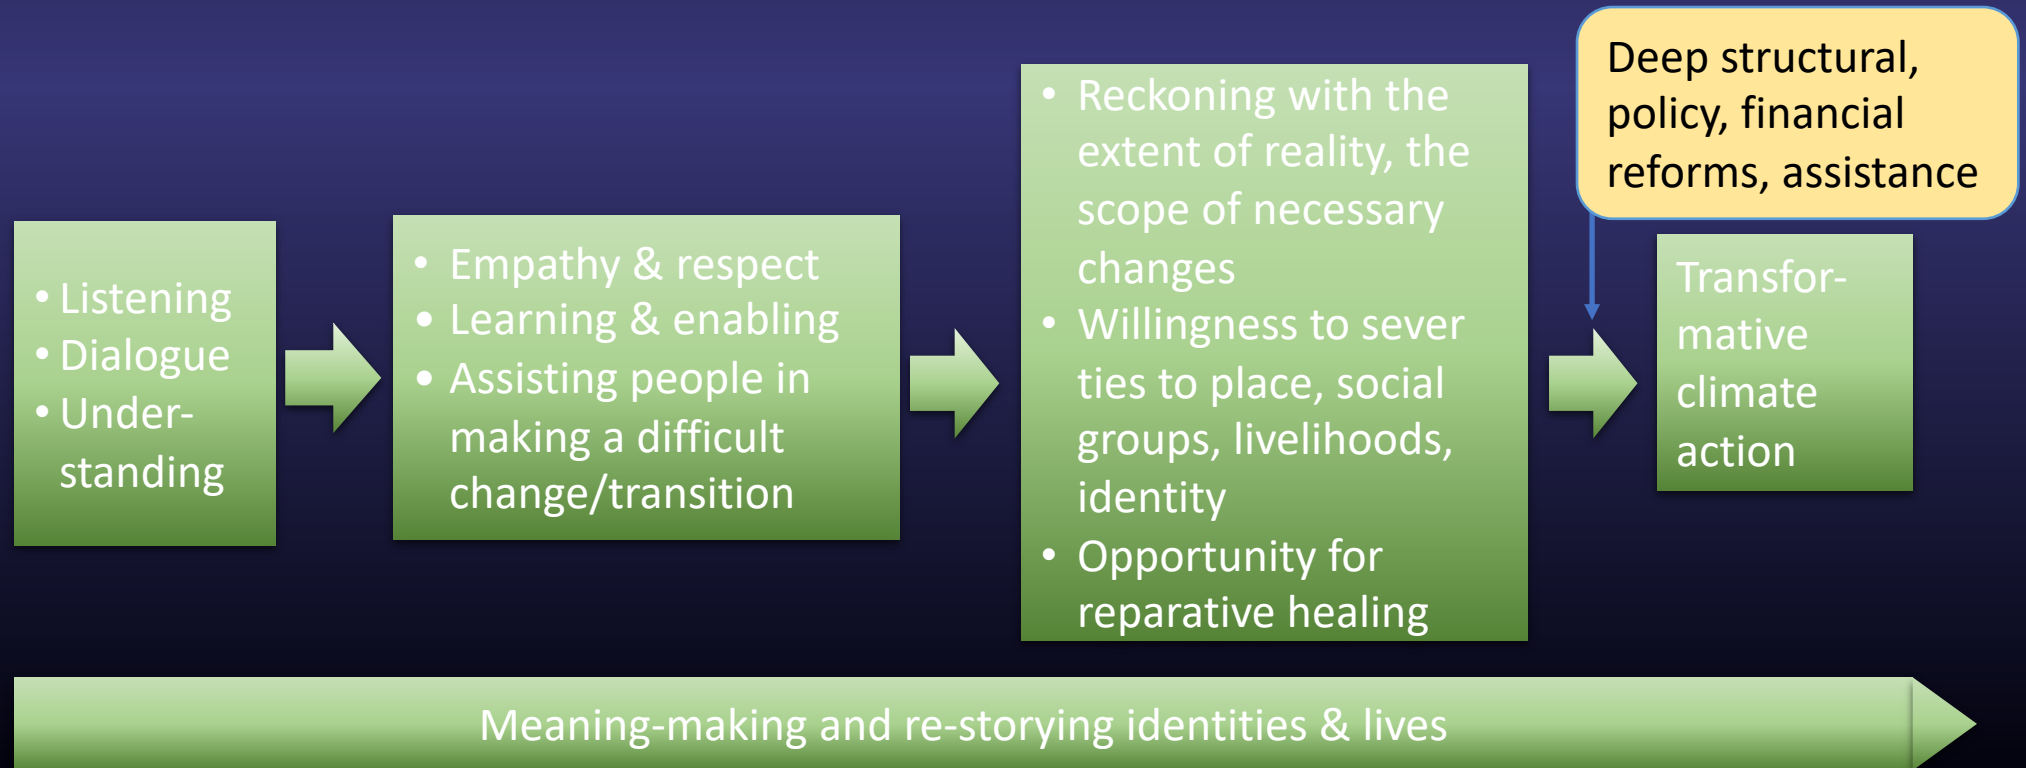 • Listening
• Dialogue
• Under-
standing
• Empathy & respect
• Learning & enabling
• Assisting people in
making a difficult
change/transition
• Reckoning with the
extent of reality, the
scope of necessary
changes
• Willingness to sever
ties to place, social
groups, livelihoods,
identity
• Opportunity for
reparative healing
Deep structural,
policy, financial
reforms, assistance
Transfor-
mative
climate
action
Meaning-making and re-storying identities & lives